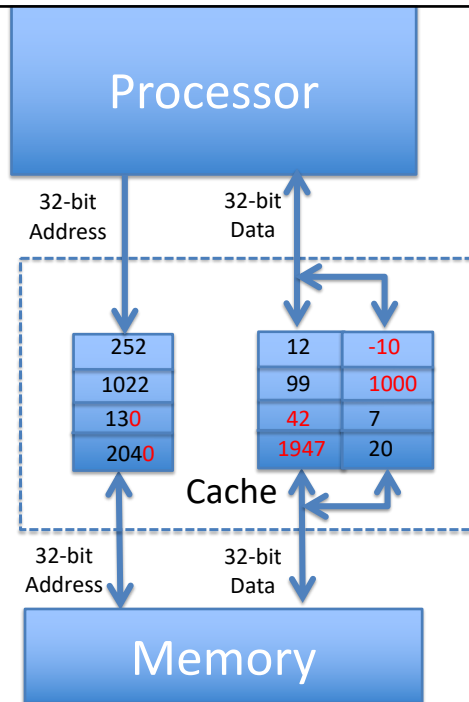 Processor
32-bit
Address
32-bit
Data
252
12
-10
1022
99
1000
130
42
7
2040
1947
20
Cache
32-bit
Address
32-bit
Data
Memory